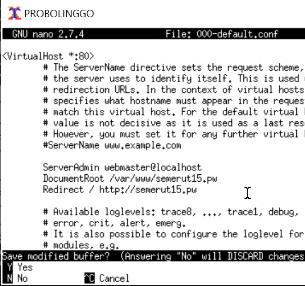 PROBOLINGGO
GNU nano 2.7.4 File: 000-default.conf
<VirtualHost *:80>
# The ServerName directive sets the request scheme,
# the server uses to identify itself. This is used
# redirection URLs. In the context of virtual hosts
# specifies what hostname must appear in the reques
# match this virtual host. For the default virtual
# value is not decisive as it is used as a last res
# However, you must set it for any further virtual
#ServerName www.example.com
ServerAdmin webmaster@localhost
DocumentRoot /var/www/semerut15.pw
Redirect / http://semerut15.pw
# Available loglevels: trace8, ..., trace1, debug,
# error, crit, alert, emerg.
# It is also possible to configure the loglevel for
# modules, e.g.
Save modified buffer? (Answering "No" will DISCARD changes
Y Yes
N No ^C Cancel